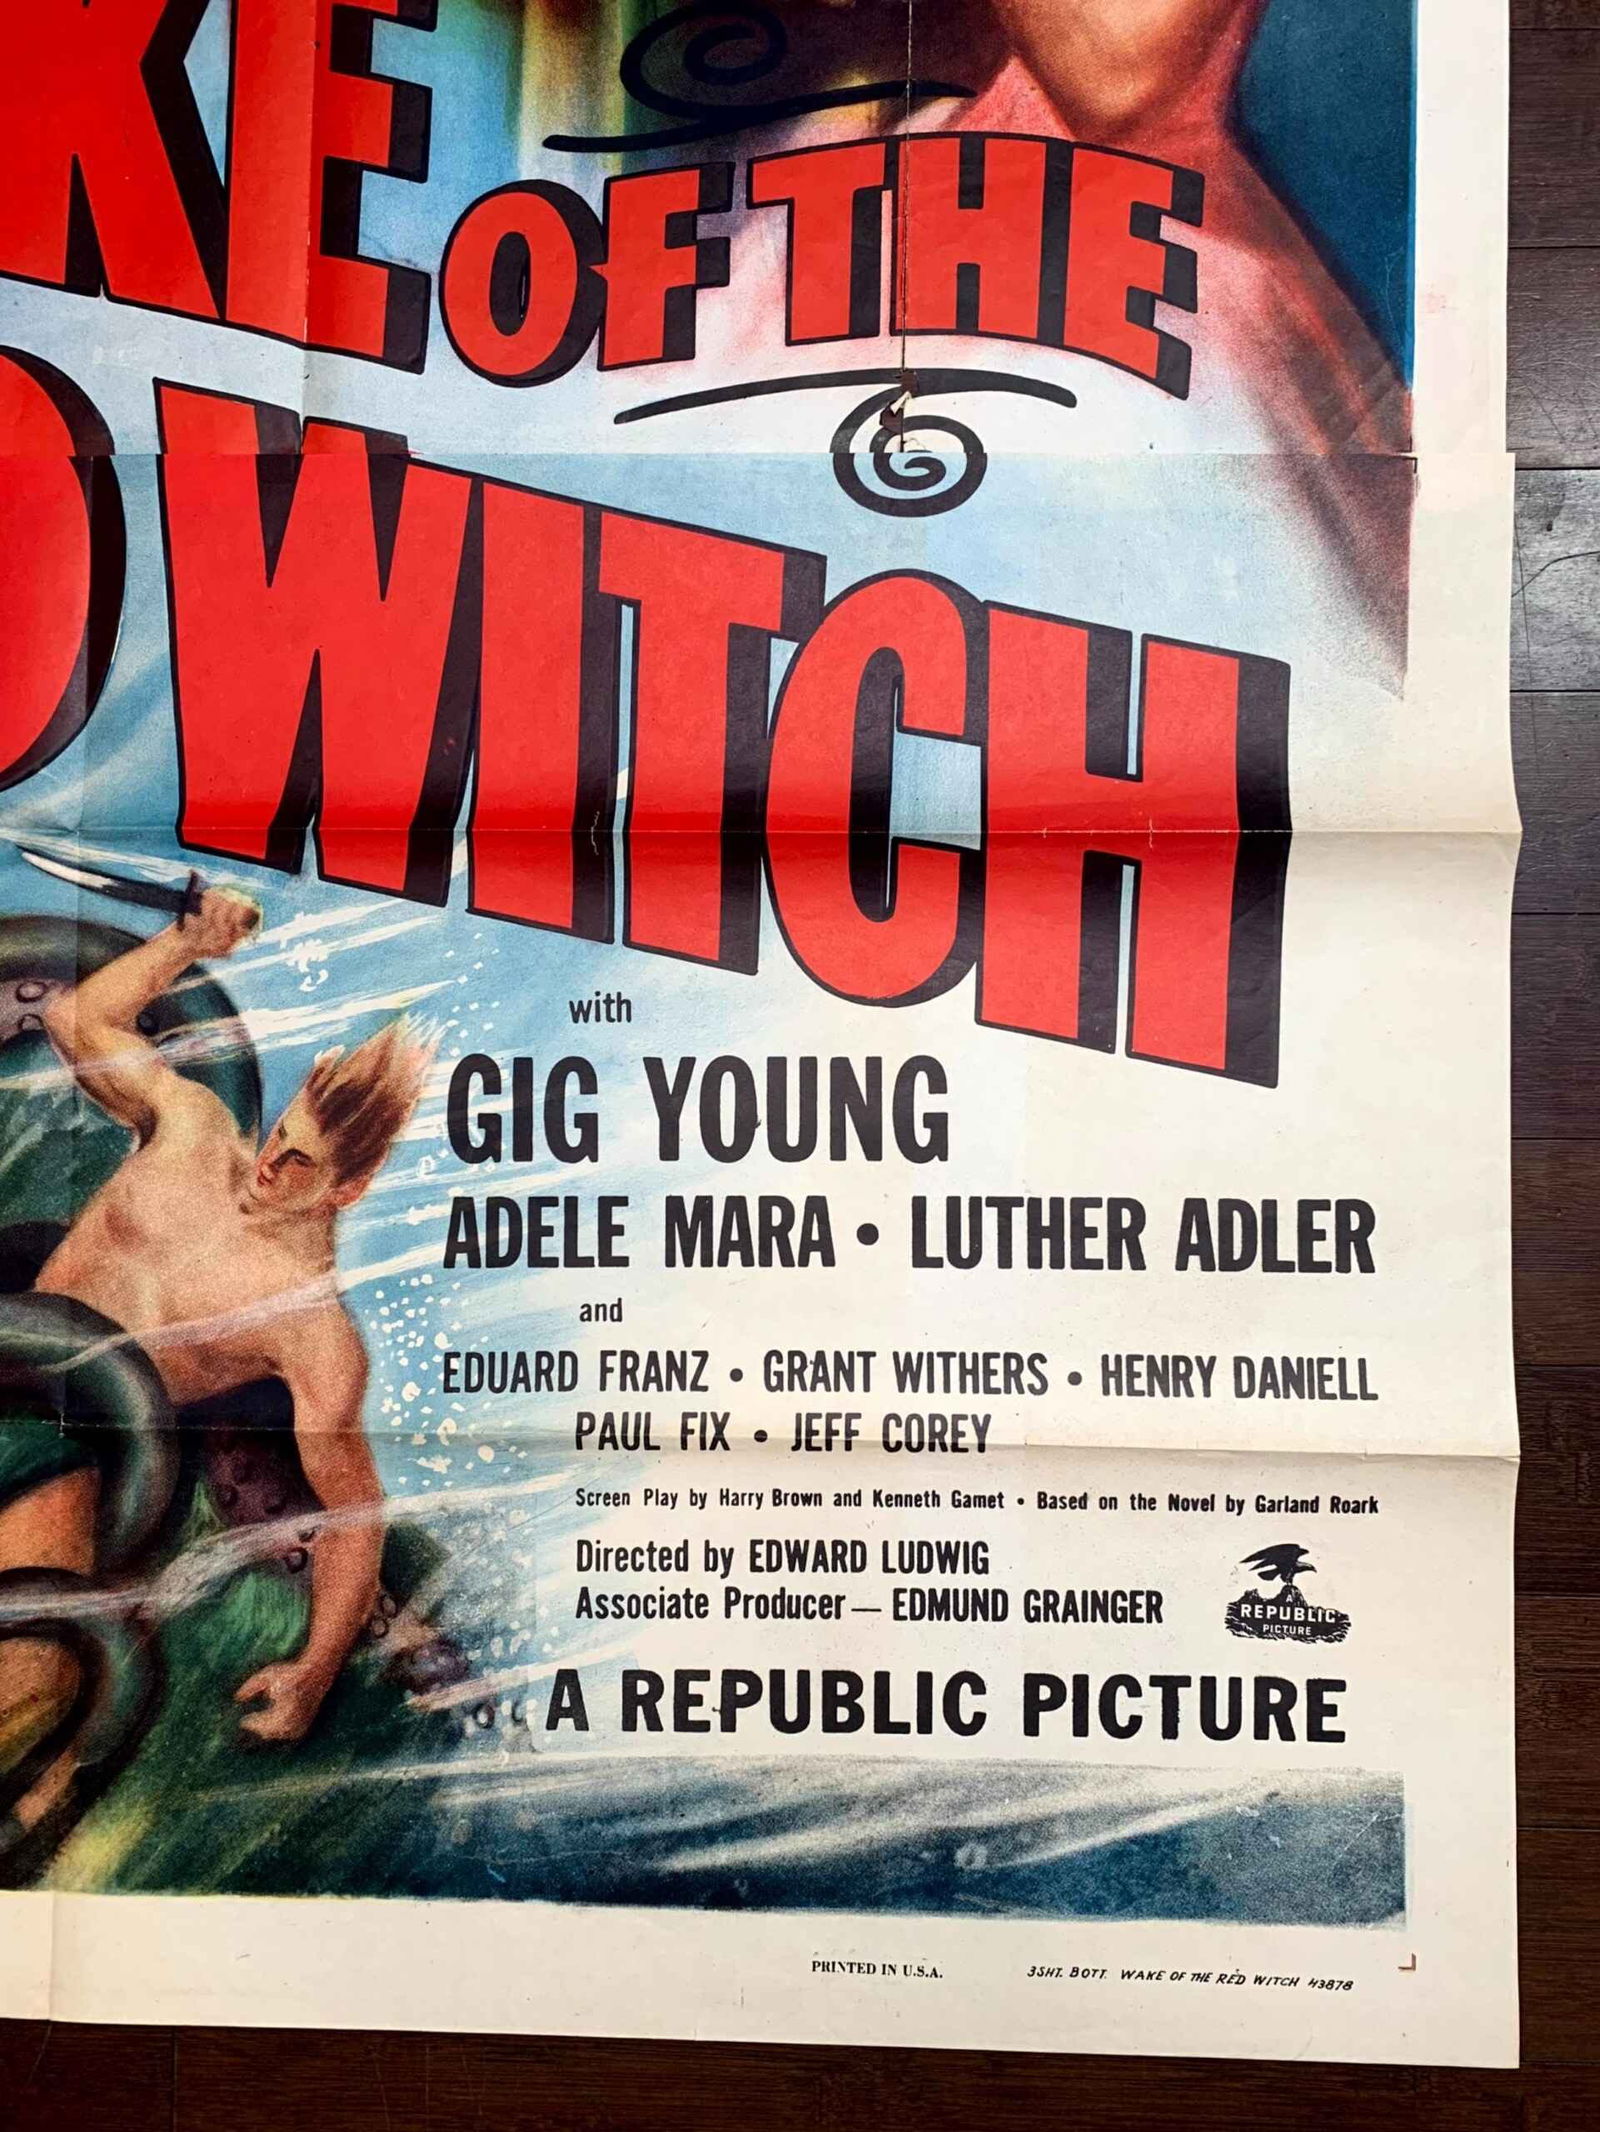 KE OF THE
D WITCH
with
GIG YOUNG
ADELE MARA • LUTHER ADLER
and
EDUARD FRANZ • GRANT WITHERS • HENRY DANIELL
PAUL FIX • JEFF COREY
Screen Play by Harry Brown and Kenneth Gamet • Based on the Novel by Garland Roark
Directed by EDWARD LUDWIG
Associate Producer — EDMUND GRAINGER
A
REPUBLIC
PICTURE
A REPUBLIC PICTURE
PRINTED IN U.S.A.
3SHT. BOTT. WAKE OF THE RED WITCH 43878